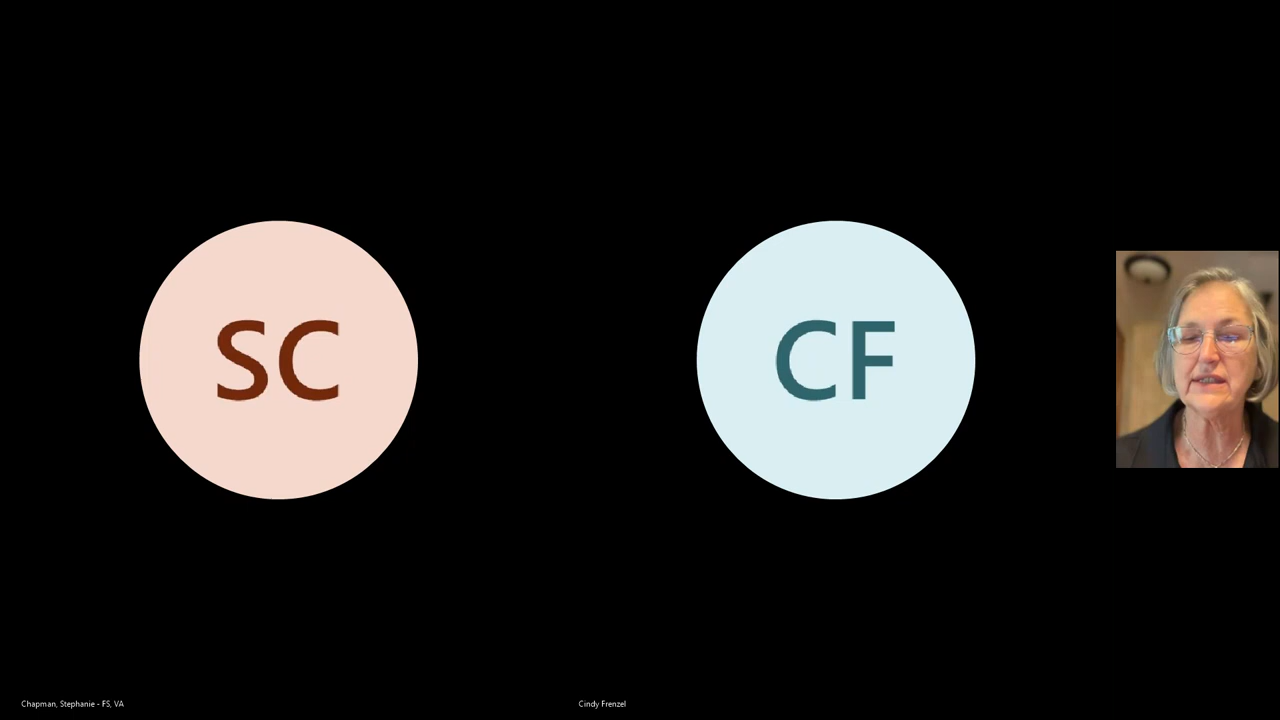 SC
CF
Chapman, Stephanie - FS, VA
Cindy Frenzel